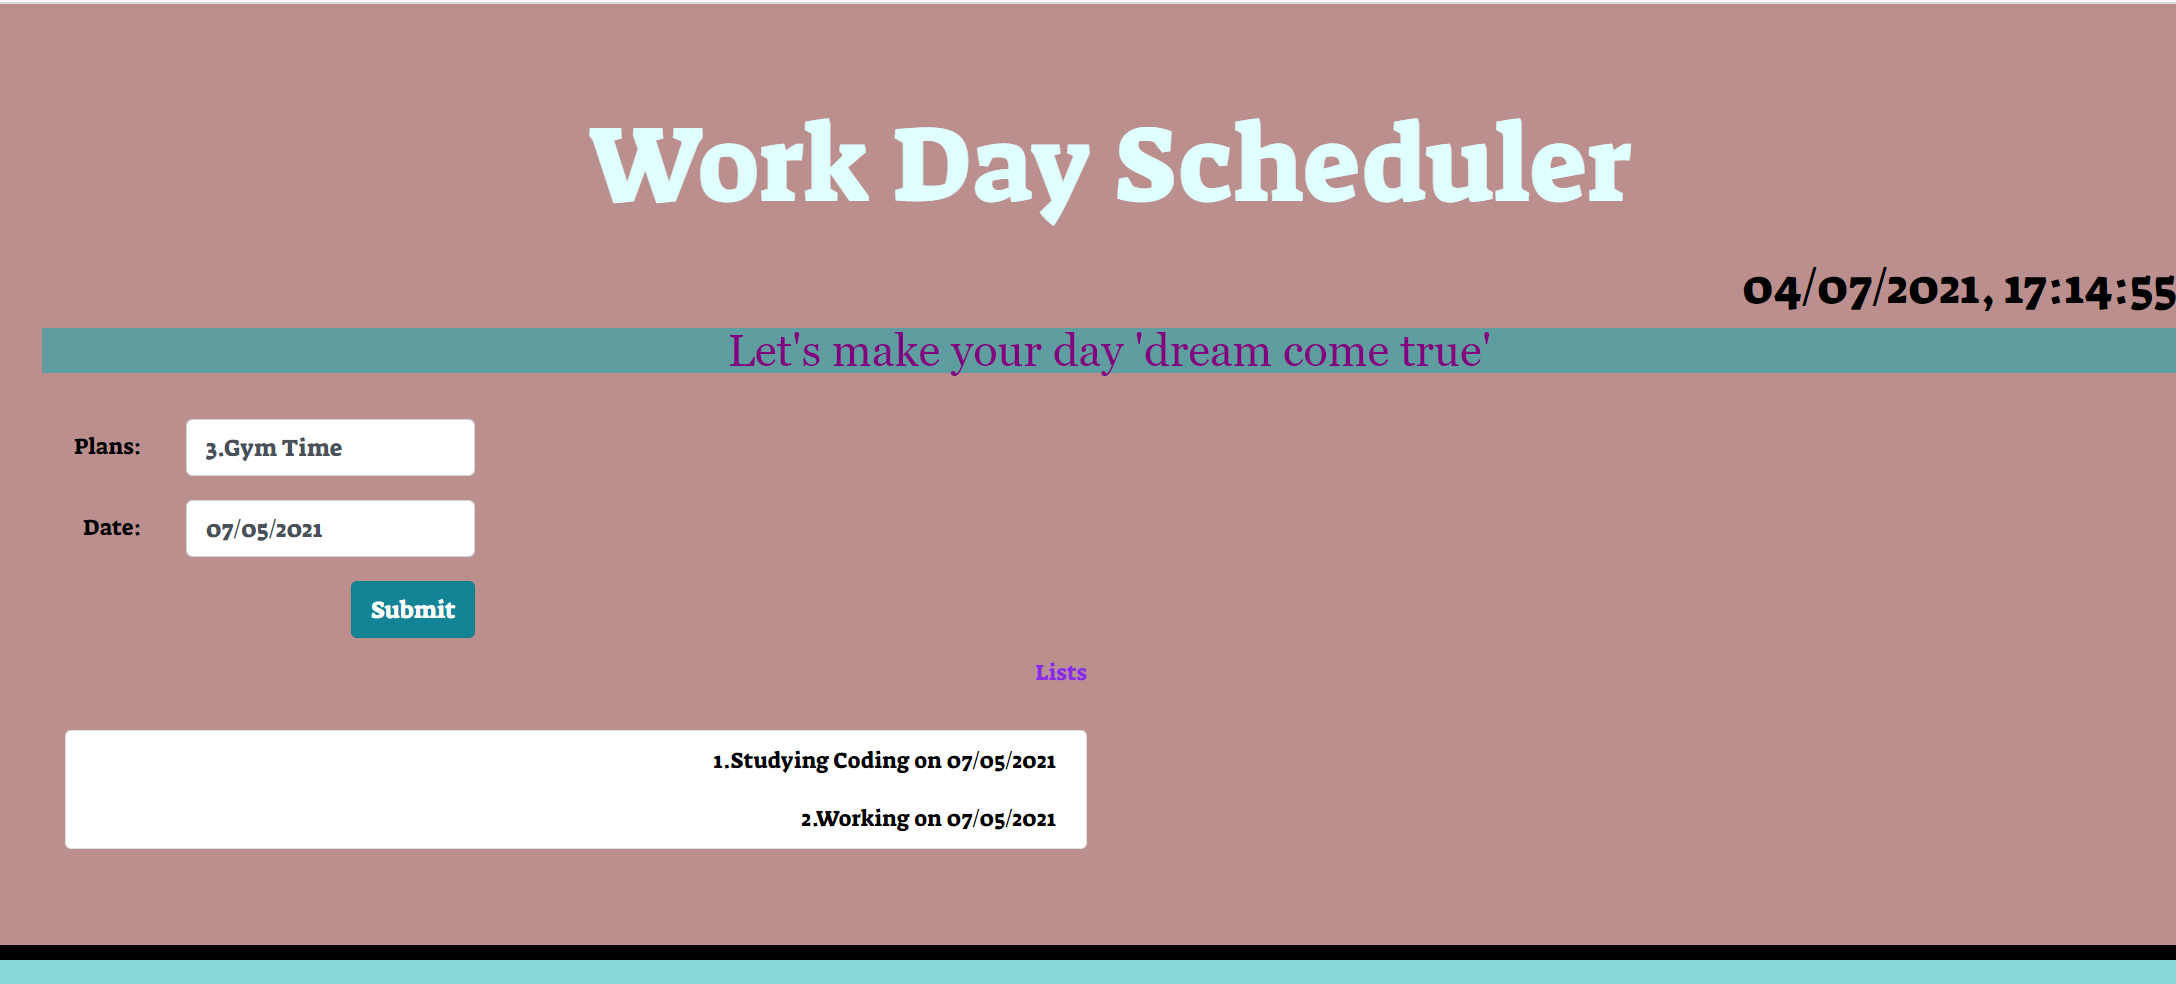 Work Day Scheduler
04/07/2021, 17:14:55
Let's make your day 'dream come true'
Plans: 3.Gym Time
Date: 07/05/2021
Submit
Lists
1.Studying Coding on 07/05/2021
2.Working on 07/05/2021